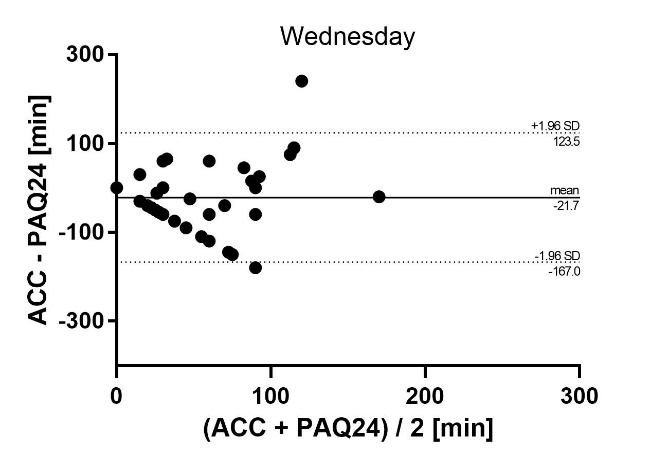 Wednesday
300
100
-100
-300
ACC - PAQ24 [min]
+1.96 SD
123.5
mean
-21.7
-1.96 SD
-167.0
0
100
200
300
(ACC + PAQ24) / 2 [min]